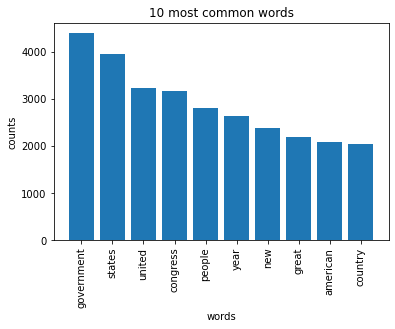 10 most common words
counts
4000
3000
2000
1000
0
government
states
united
congress
people
year
new
great
american
country
words